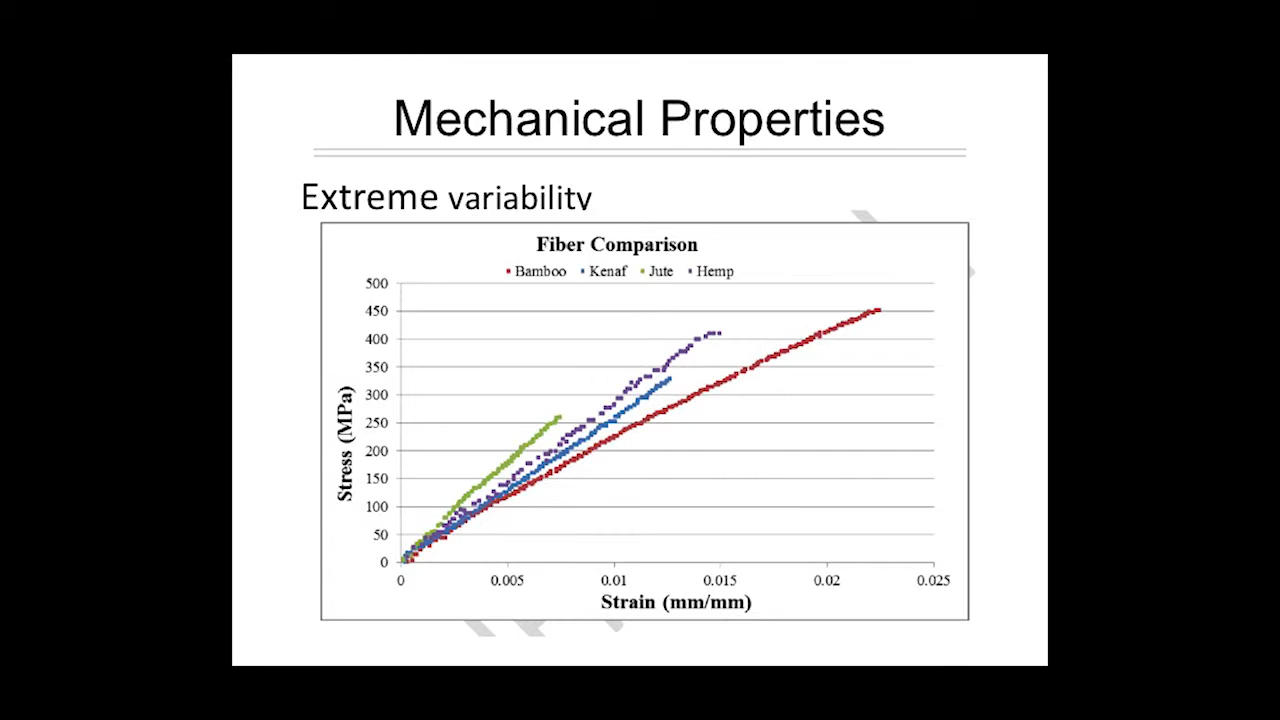 Mechanical Properties
Extreme variability
Fiber Comparison
Bamboo Kenaf Jute Hemp
500
450
400
350
300
250
200
150
100
50
0
Stress (MPa)
0 0.005 0.01 0.015 0.02 0.025
Strain (mm/mm)